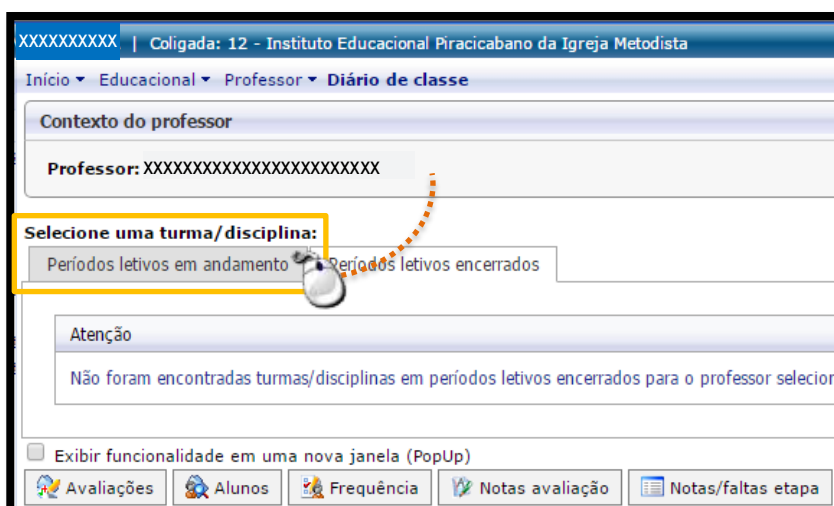 XXXXXXXXXX | Coligada: 12 - Instituto Educacional Piracicabano da Igreja Metodista
Início Educacional Professor Diário de classe
Contexto do professor
Professor: XXXXXXXXXXXXXXXXXXXXXXXX
Selecione uma turma/disciplina:
Períodos letivos em andamento Períodos letivos encerrados
Atenção
Não foram encontradas turmas/disciplinas em períodos letivos encerrados para o professor selecior
Exibir funcionalidade em uma nova janela (PopUp)
Avaliações Alunos Frequência Notas avaliação Notas/faltas etapa